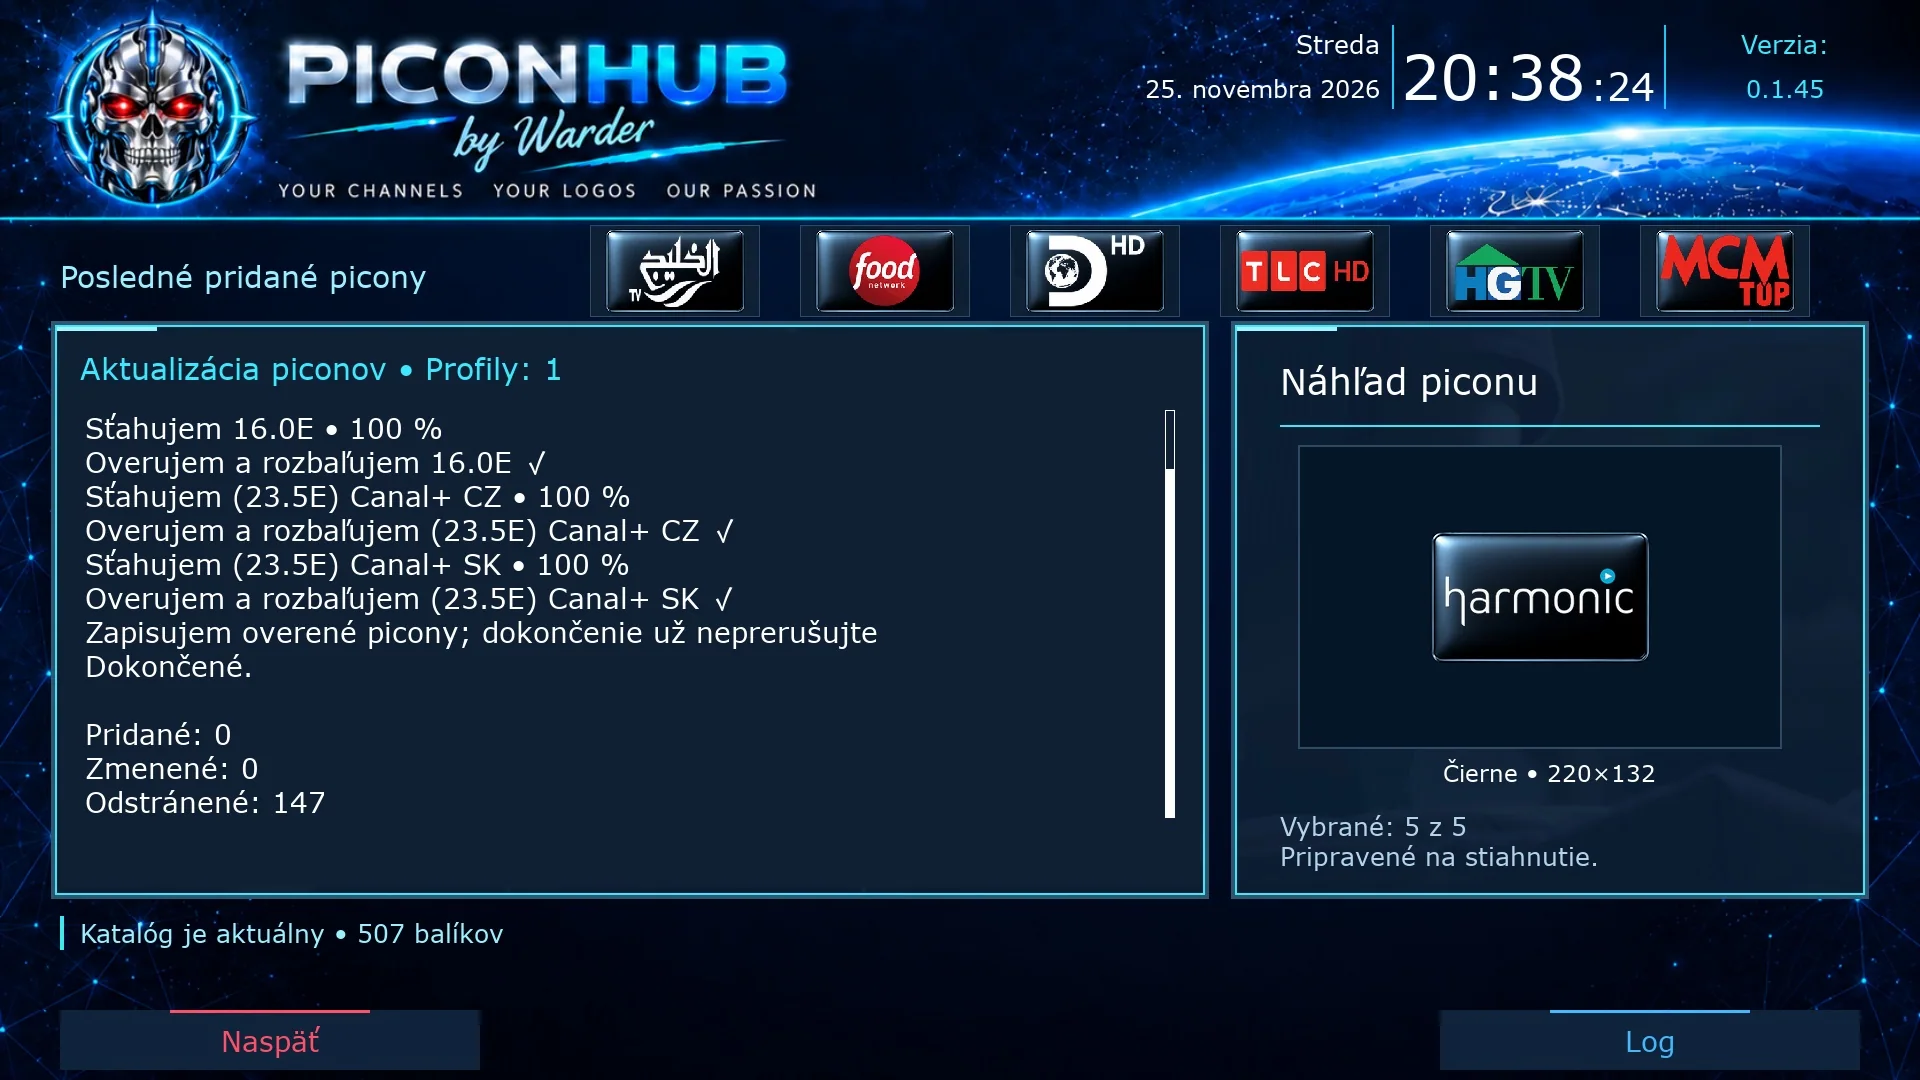 PICONHUB
by Warder
YOUR CHANNELS YOUR LOGOS OUR PASSION
Streda
25. novembra 2026
20:38:24
Verzia:
0.1.45
Posledné pridané picony
الخليج
TV
food
network
HD
TLC HD
HGTV
MCM
TOP
Aktualizácia piconov • Profily: 1
Sťahujem 16.0E • 100 %
Overujem a rozbaľujem 16.0E √
Sťahujem (23.5E) Canal+ CZ • 100 %
Overujem a rozbaľujem (23.5E) Canal+ CZ √
Sťahujem (23.5E) Canal+ SK • 100 %
Overujem a rozbaľujem (23.5E) Canal+ SK √
Zapisujem overené picony; dokončenie už neprerušujte
Dokončené.
Pridané: 0
Zmenené: 0
Odstránené: 147
Náhľad piconu
harmonic
Čierne • 220×132
Vybrané: 5 z 5
Pripravené na stiahnutie.
Katalóg je aktuálny • 507 balíkov
Naspäť
Log